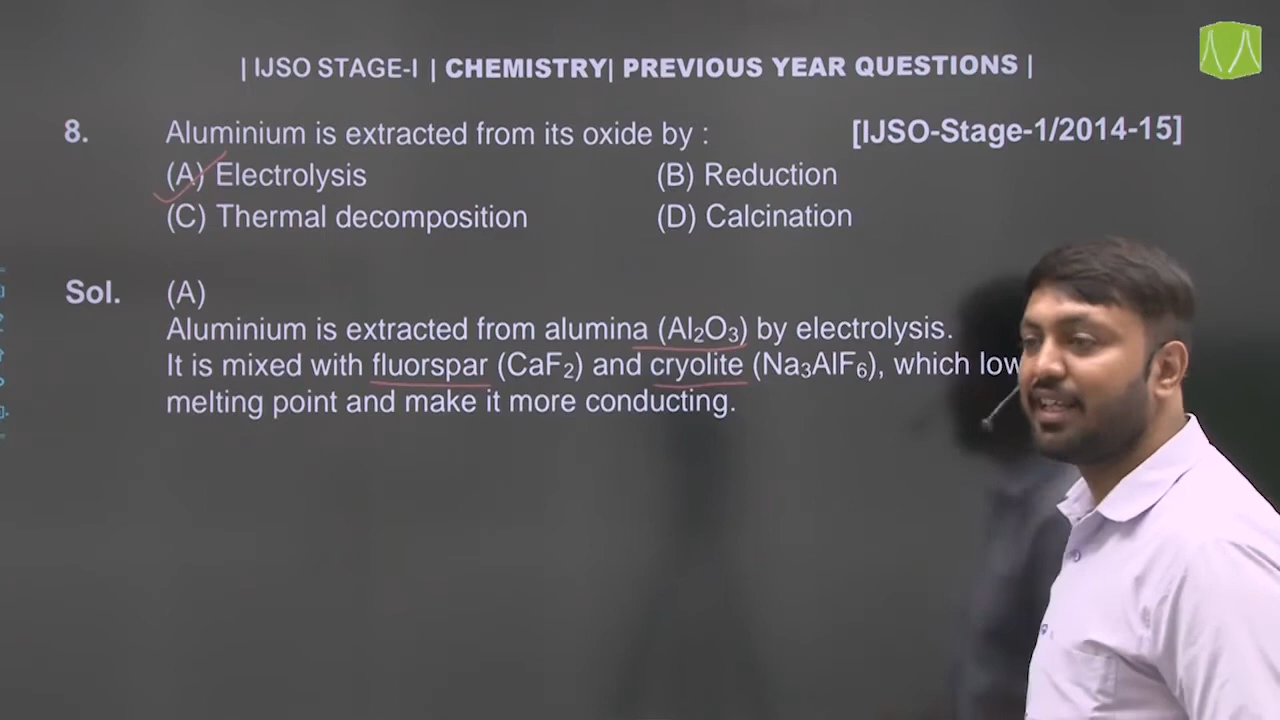 | IJSO STAGE-I | CHEMISTRY| PREVIOUS YEAR QUESTIONS |
8. Aluminium is extracted from its oxide by : [IJSO-Stage-1/2014-15]
(A) Electrolysis (B) Reduction
(C) Thermal decomposition (D) Calcination
Sol. (A)
Aluminium is extracted from alumina (Al₂O₃) by electrolysis.
It is mixed with fluorspar (CaF₂) and cryolite (Na₃AlF₆), which low
melting point and make it more conducting.